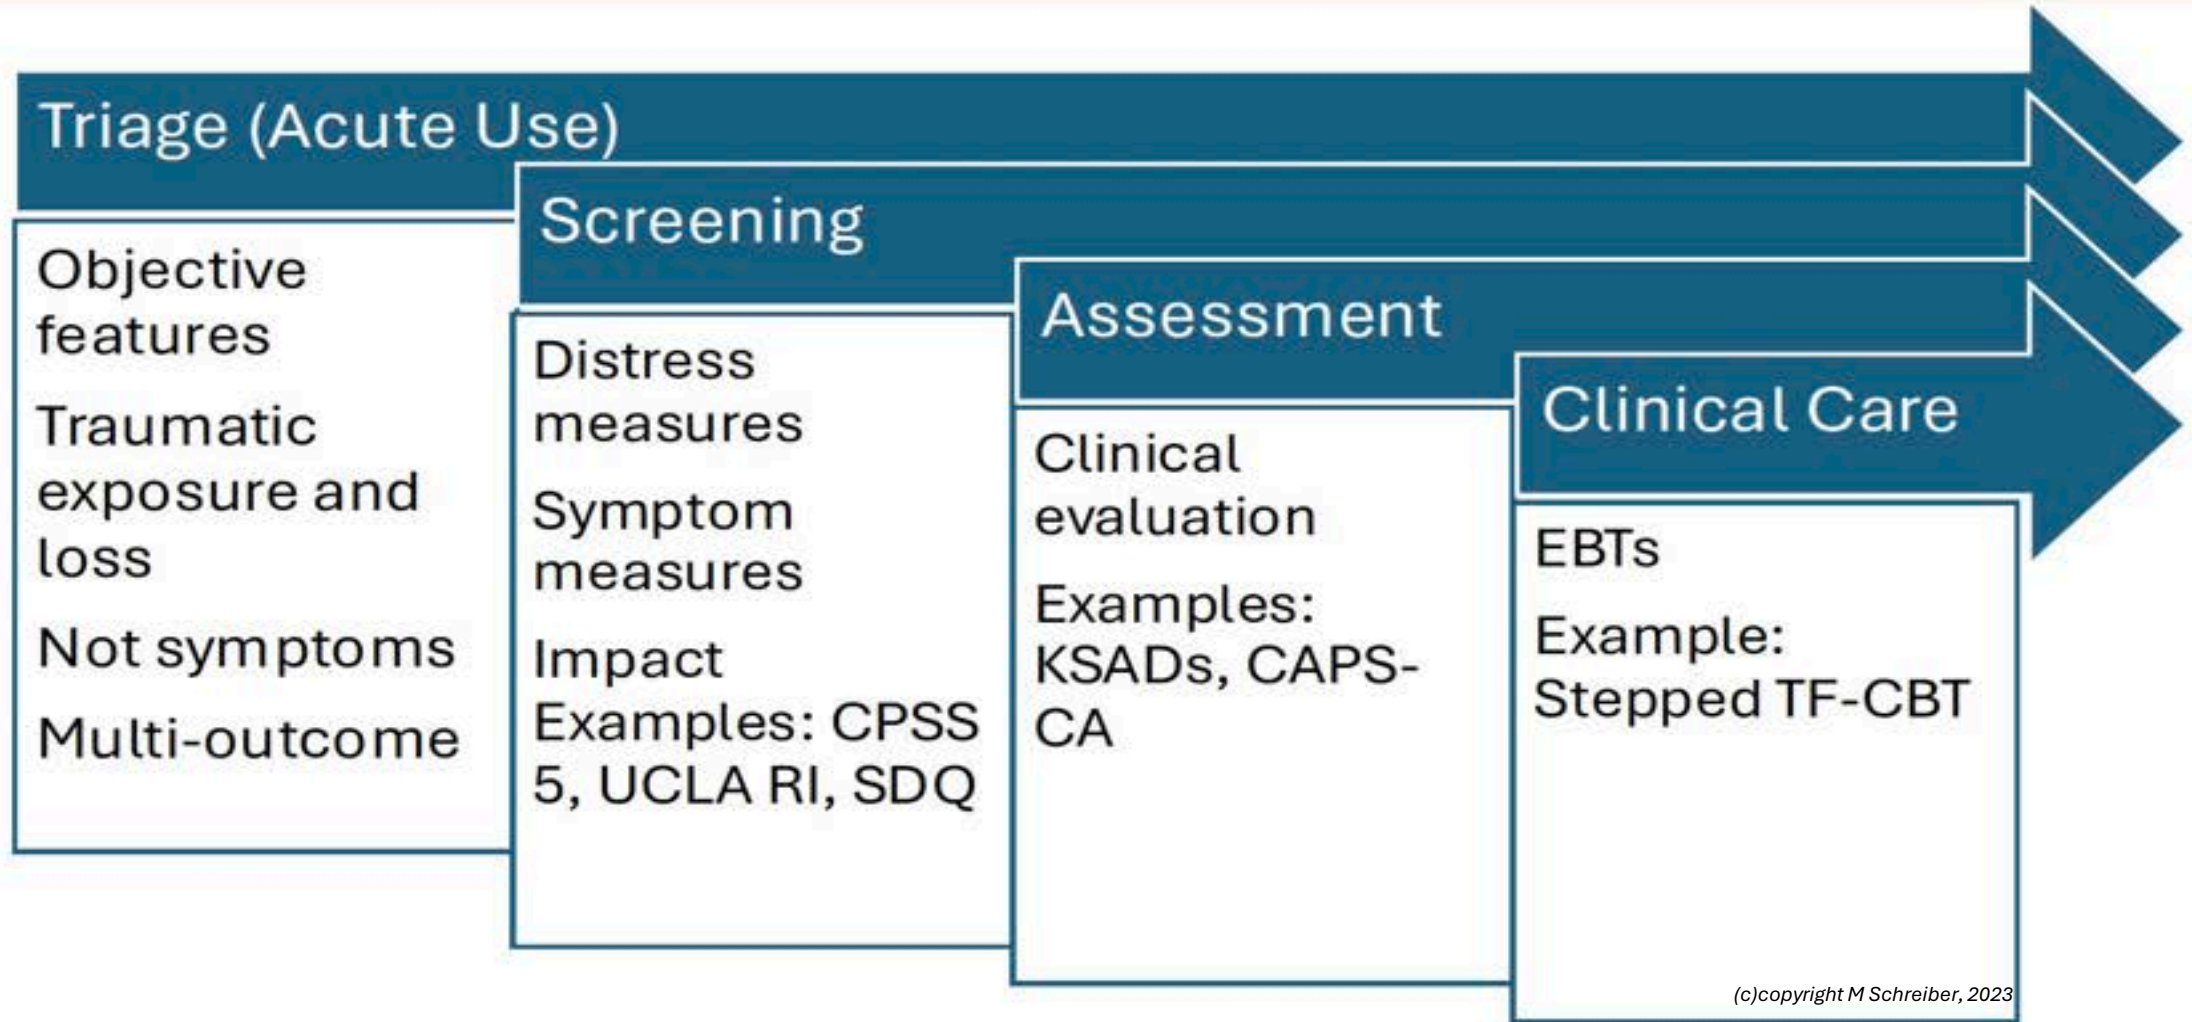 Triage (Acute Use)
Objective
features
Traumatic
exposure and
loss
Not symptoms
Multi-outcome
Screening
Distress
measures
Symptom
measures
Impact
Examples: CPSS
5, UCLA RI, SDQ
Assessment
Clinical
evaluation
Examples:
KSADs, CAPS-
CA
Clinical Care
EBTs
Example:
Stepped TF-CBT
(c)copyright M Schreiber, 2023